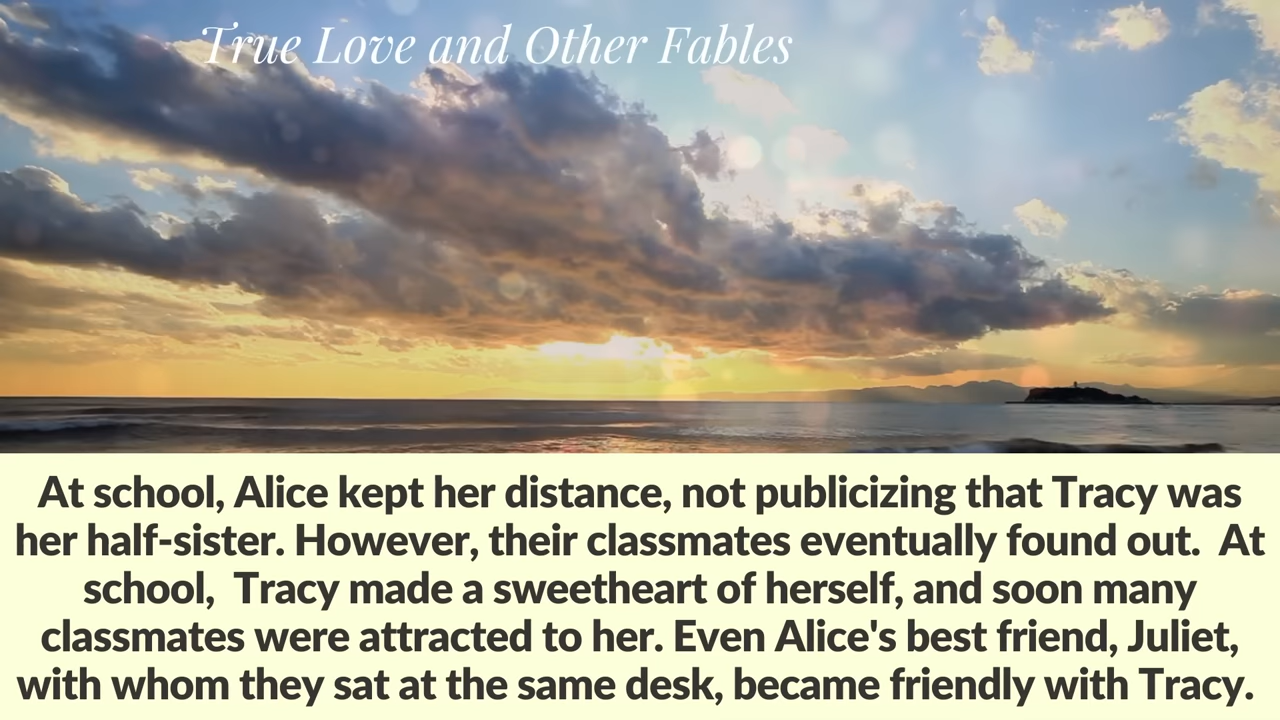 True Love and Other Fables
At school, Alice kept her distance, not publicizing that Tracy was
her half-sister. However, their classmates eventually found out.  At
school,  Tracy made a sweetheart of herself, and soon many
classmates were attracted to her. Even Alice's best friend, Juliet,
with whom they sat at the same desk, became friendly with Tracy.